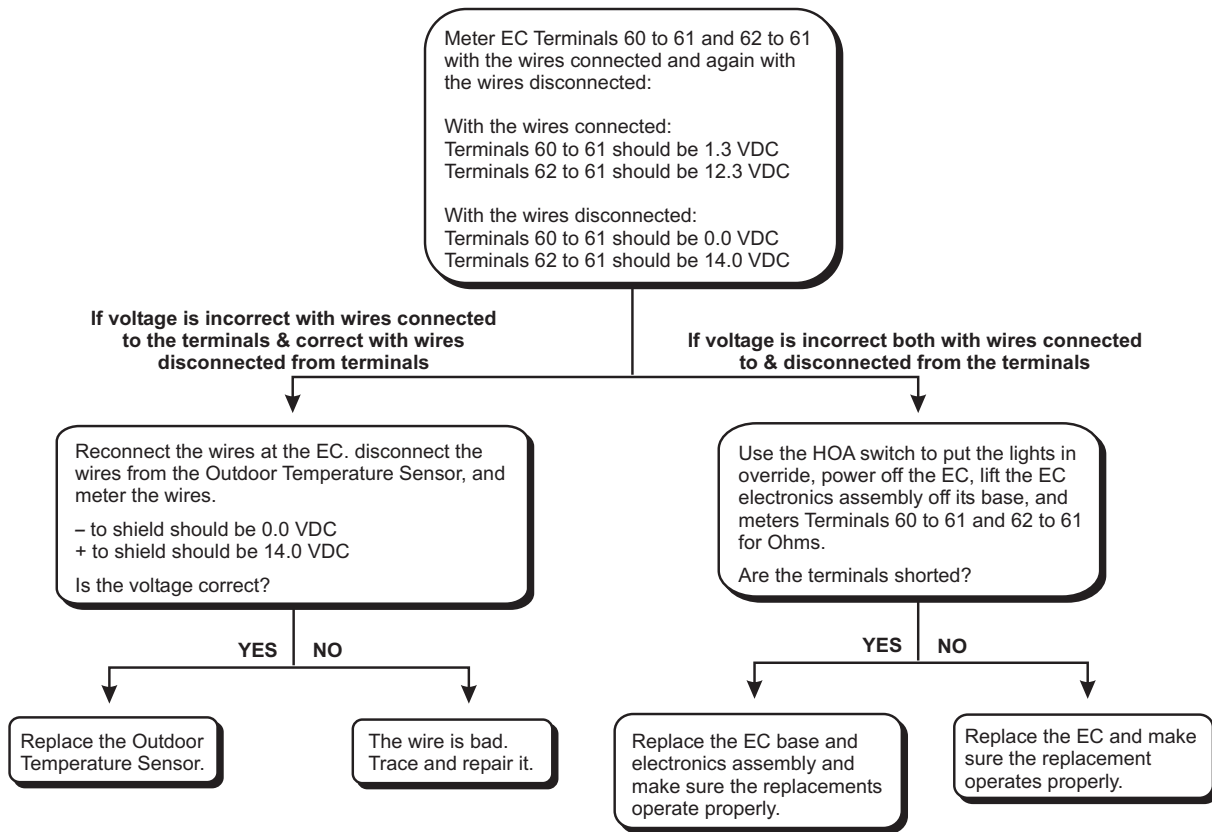 Meter EC Terminals 60 to 61 and 62 to 61
with the wires connected and again with
the wires disconnected:
With the wires connected:
Terminals 60 to 61 should be 1.3 VDC
Terminals 62 to 61 should be 12.3 VDC
With the wires disconnected:
Terminals 60 to 61 should be 0.0 VDC
Terminals 62 to 61 should be 14.0 VDC
If voltage is incorrect with wires connected
to the terminals & correct with wires
disconnected from terminals
If voltage is incorrect both with wires connected
to & disconnected from the terminals
Reconnect the wires at the EC. disconnect the
wires from the Outdoor Temperature Sensor, and
meter the wires.
– to shield should be 0.0 VDC
+ to shield should be 14.0 VDC
Is the voltage correct?
Use the HOA switch to put the lights in
override, power off the EC, lift the EC
electronics assembly off its base, and
meters Terminals 60 to 61 and 62 to 61
for Ohms.
Are the terminals shorted?
YES
NO
YES
NO
Replace the Outdoor
Temperature Sensor.
The wire is bad.
Trace and repair it.
Replace the EC base and
electronics assembly and
make sure the replacements
operate properly.
Replace the EC and make
sure the replacement
operates properly.